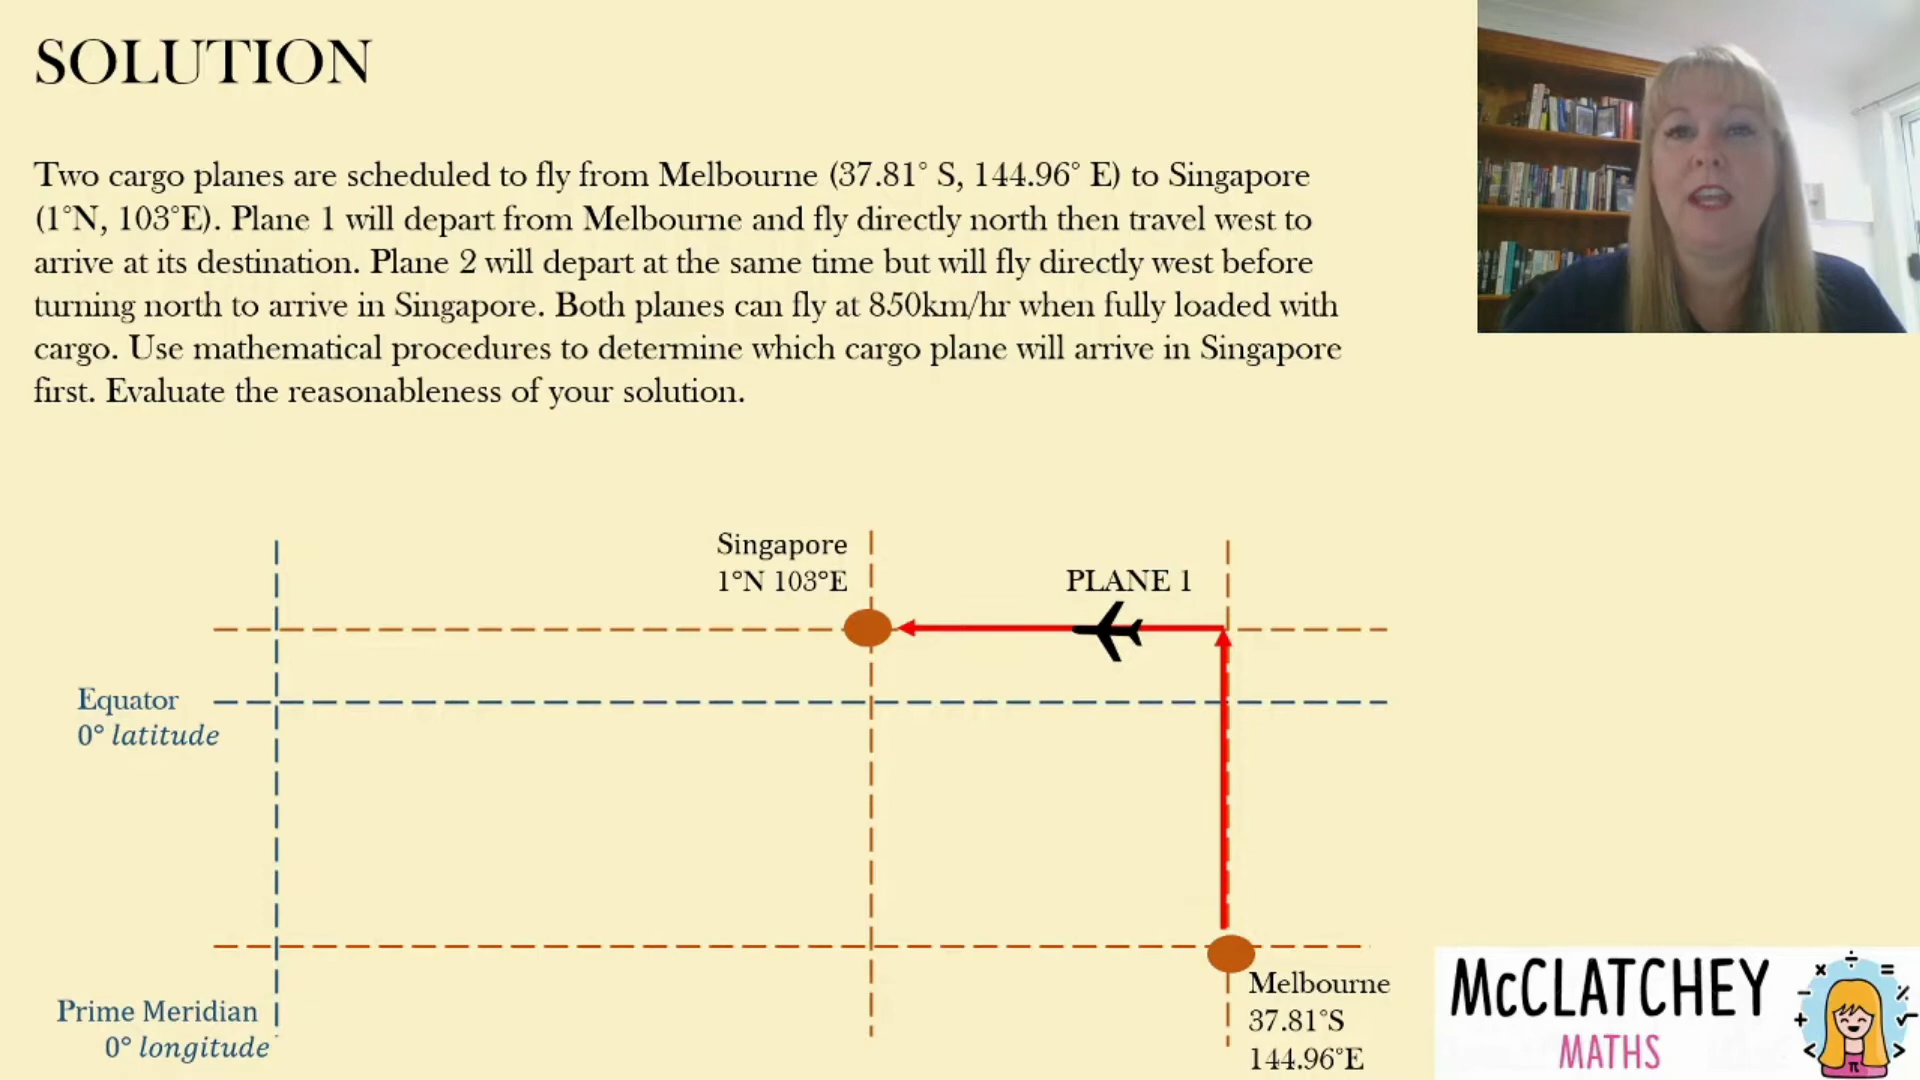 SOLUTION
Two cargo planes are scheduled to fly from Melbourne (37.81° S, 144.96° E) to Singapore
(1°N, 103°E). Plane 1 will depart from Melbourne and fly directly north then travel west to
arrive at its destination. Plane 2 will depart at the same time but will fly directly west before
turning north to arrive in Singapore. Both planes can fly at 850km/hr when fully loaded with
cargo. Use mathematical procedures to determine which cargo plane will arrive in Singapore
first. Evaluate the reasonableness of your solution.
Singapore
1°N 103°E
PLANE 1
Equator
0° latitude
Prime Meridian
0° longitude
Melbourne
37.81°S
144.96°E
McCLATCHEY
MATHS